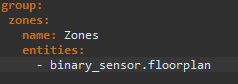 group:
  zones:
    name: Zones
    entities:
      - binary_sensor.floorplan